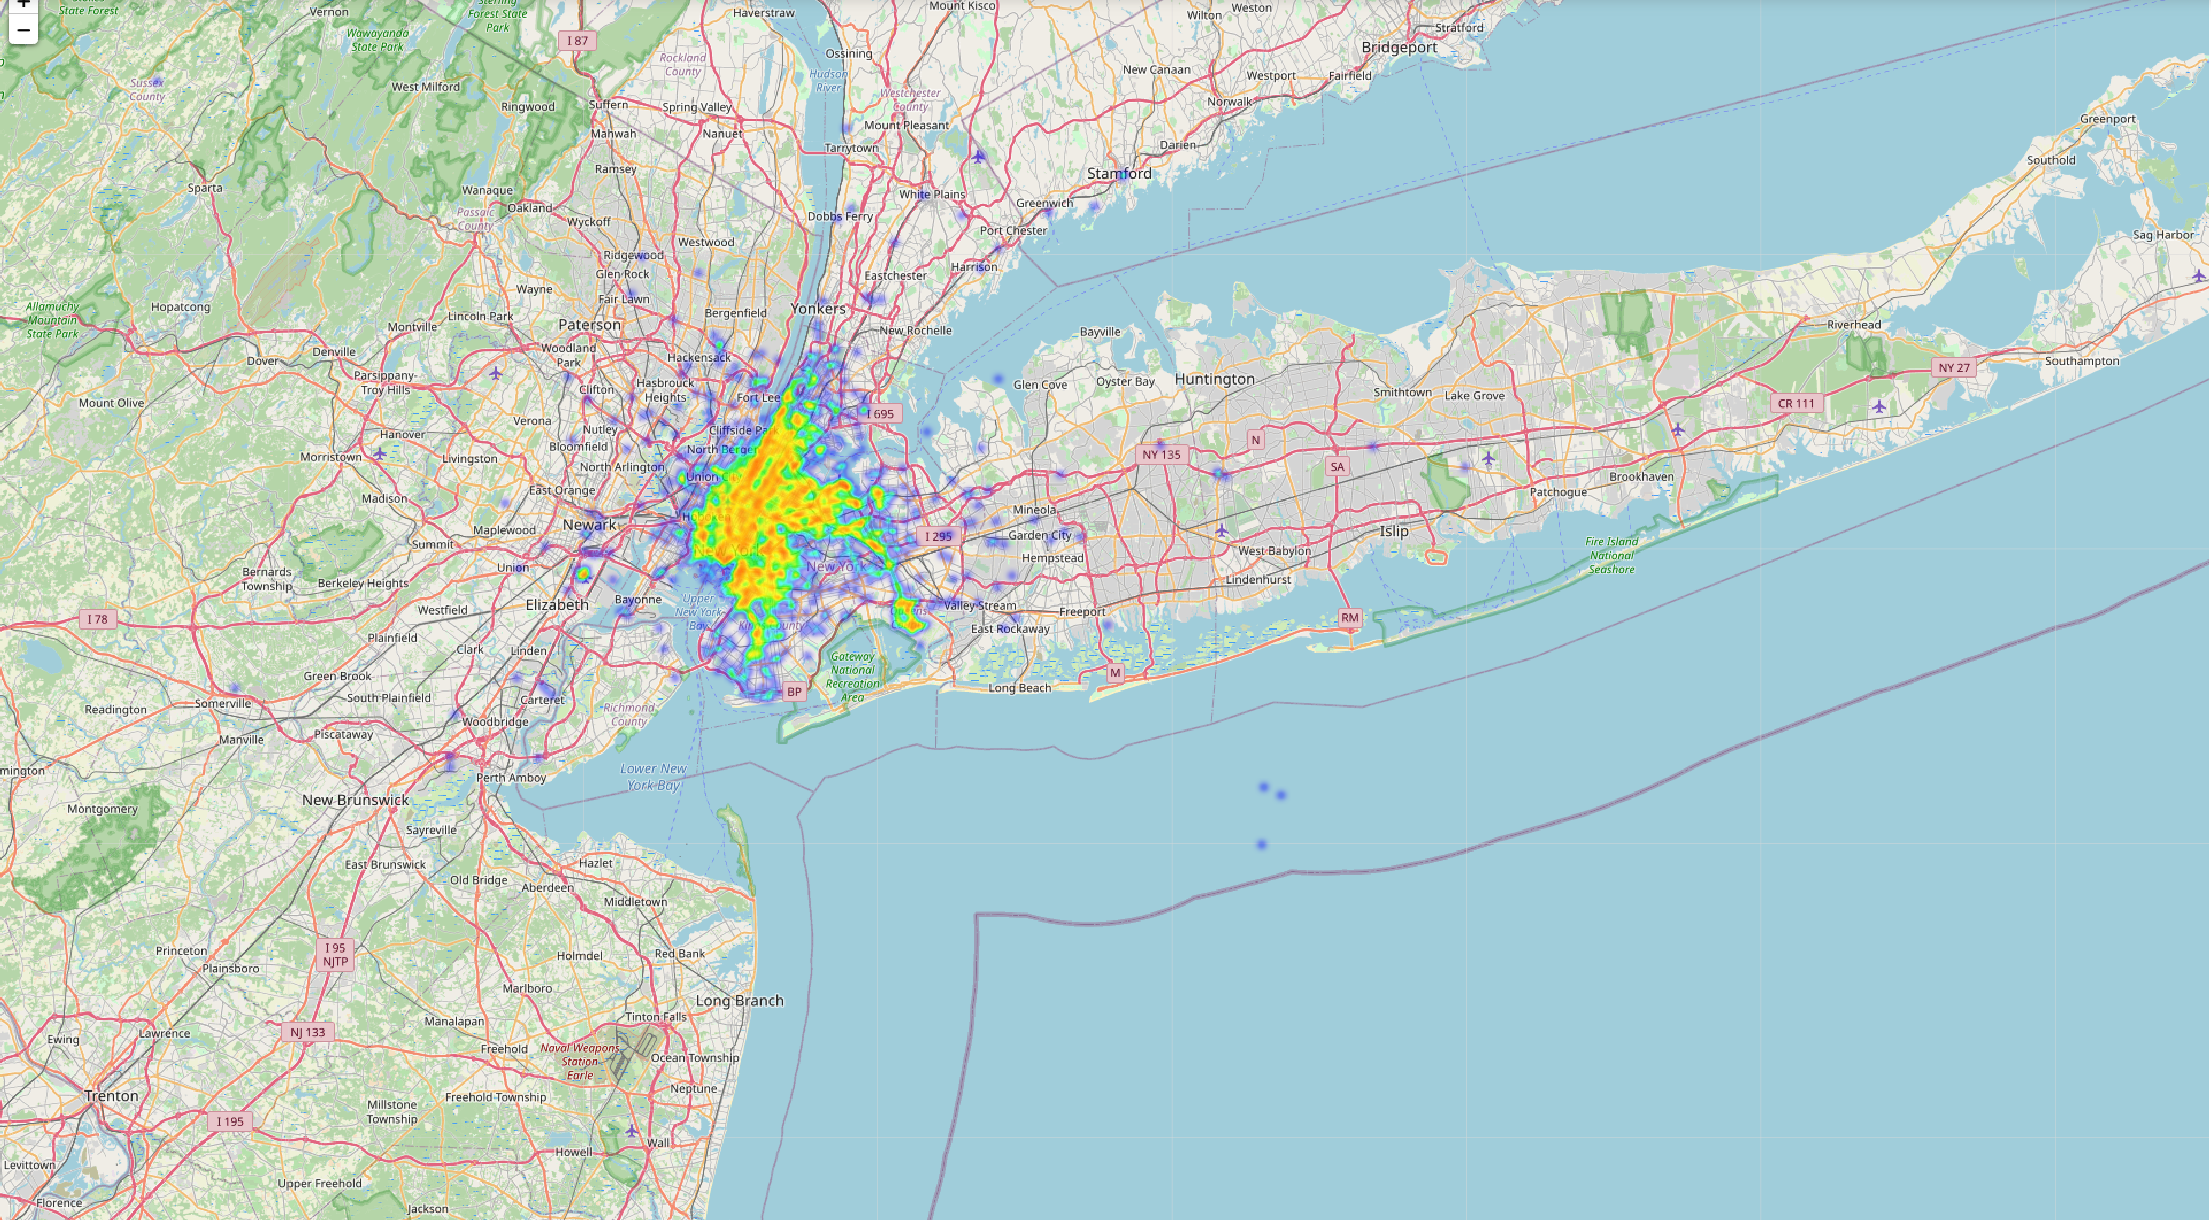 +
−
State Park
Vernon
Sterling
Forest State
Park
Haverstraw
Mount Kisco
Wilton
Weston
Stratford
Wawayanda
State Park
I 87
Ossining
Bridgeport
Rockland
County
Hudson
River
New Canaan
Westport
Fairfield
Sussex
County
West Milford
Ringwood
Suffern
Spring Valley
Westchester
County
Norwalk
Mahwah
Nanuet
Mount Pleasant
Greenport
Tarrytown
Darien
Southold
Ramsey
Stamford
Sparta
Wanaque
White Plains
Oakland
Passaic
County
Wyckoff
Dobbs Ferry
Greenwich
Port Chester
Sag Harbor
Westwood
Ridgewood
Glen Rock
Eastchester
Harrison
Wayne
Fair Lawn
Hopatcong
Allamuchy
Mountain
State Park
Lincoln Park
Paterson
Bergenfield
Yonkers
Montville
New Rochelle
Bayville
Riverhead
Denville
Woodland
Park
Hackensack
Dover
Parsippany-
Troy Hills
Clifton
Hasbrouck
Heights
Glen Cove
Oyster Bay
Huntington
Southampton
NY 27
Mount Olive
Fort Lee
I 695
Smithtown
Lake Grove
CR 111
Verona
Nutley
Cliffside Pa
Hanover
Bloomfield
North Berger
N
Morristown
Livingston
North Arlington
Union C
NY 135
SA
Brookhaven
Madison
East Orange
Patchogue
Maplewood
Newark
Mineola
Islip
Summit
New York
I 295
Garden City
West Babylon
Fire Island
National
Seashore
Bernards
Township
Berkeley Heights
Union
New York
Hempstead
Lindenhurst
Elizabeth
Bayonne
Upper
New York
Bay
Valley Stream
Freeport
I 78
Westfield
Kings County
Queens
East Rockaway
RM
Plainfield
Clark
Linden
Green Brook
Gateway
National
Recreation
Area
M
Long Beach
BP
Readington
Somerville
South Plainfield
Carteret
Richmond
County
Manville
Piscataway
Woodbridge
mington
Perth Amboy
Lower New
York Bay
Montgomery
New Brunswick
Sayreville
East Brunswick
Hazlet
Old Bridge
Aberdeen
Middletown
Princeton
I 95
NJTP
Holmdel
Red Bank
Plainsboro
Marlboro
Long Branch
Manalapan
Tinton Falls
NJ 133
Ewing
Lawrence
Freehold
Naval Weapons
Station
Earle
Ocean Township
Trenton
Freehold Township
Neptune
Millstone
Township
I 195
Wall
Howell
Levittown
Upper Freehold
Florence
Jackson